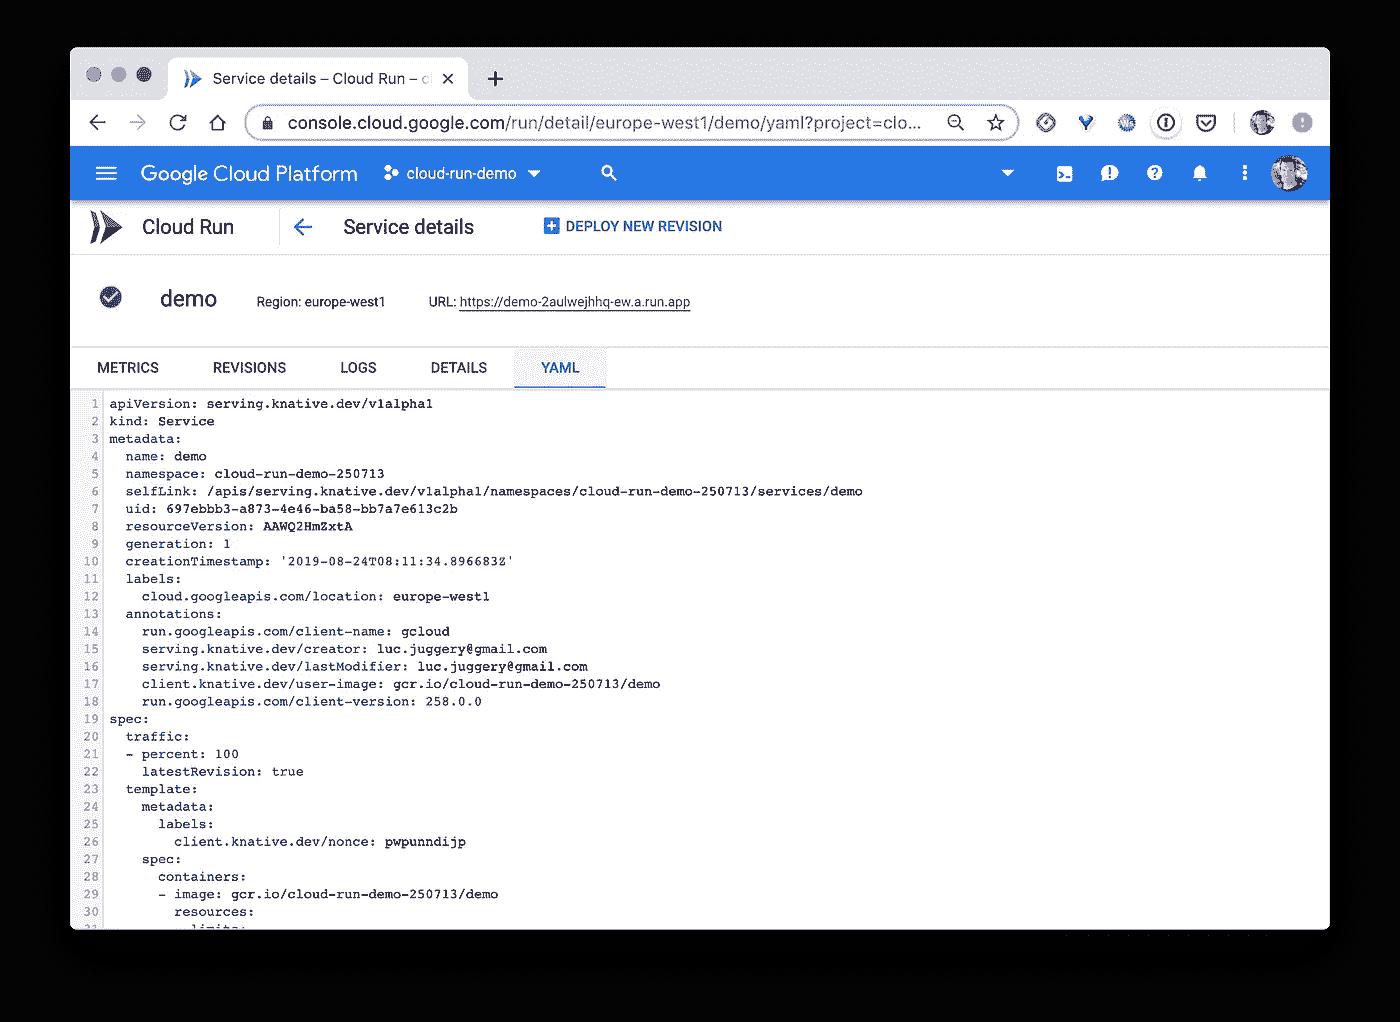 Service details – Cloud Run – cl
console.cloud.google.com/run/detail/europe-west1/demo/yaml?project=clo...
Google Cloud Platform cloud-run-demo
Cloud Run Service details DEPLOY NEW REVISION
demo Region: europe-west1 URL: https://demo-2aulwejhhq-ew.a.run.app
METRICS REVISIONS LOGS DETAILS YAML
1 apiVersion: serving.knative.dev/v1alpha1
2 kind: Service
3 metadata:
4 name: demo
5 namespace: cloud-run-demo-250713
6 selfLink: /apis/serving.knative.dev/v1alpha1/namespaces/cloud-run-demo-250713/services/demo
7 uid: 697ebbb3-a873-4e46-ba58-bb7a7e613c2b
8 resourceVersion: AAWQ2HmZxtA
9 generation: 1
10 creationTimestamp: '2019-08-24T08:11:34.896683Z'
11 labels:
12 cloud.googleapis.com/location: europe-west1
13 annotations:
14 run.googleapis.com/client-name: gcloud
15 serving.knative.dev/creator: luc.juggery@gmail.com
16 serving.knative.dev/lastModifier: luc.juggery@gmail.com
17 client.knative.dev/user-image: gcr.io/cloud-run-demo-250713/demo
18 run.googleapis.com/client-version: 258.0.0
19 spec:
20 traffic:
21 - percent: 100
22 latestRevision: true
23 template:
24 metadata:
25 labels:
26 client.knative.dev/nonce: pwpunndijp
27 spec:
28 containers:
29 - image: gcr.io/cloud-run-demo-250713/demo
30 resources:
31 limits: